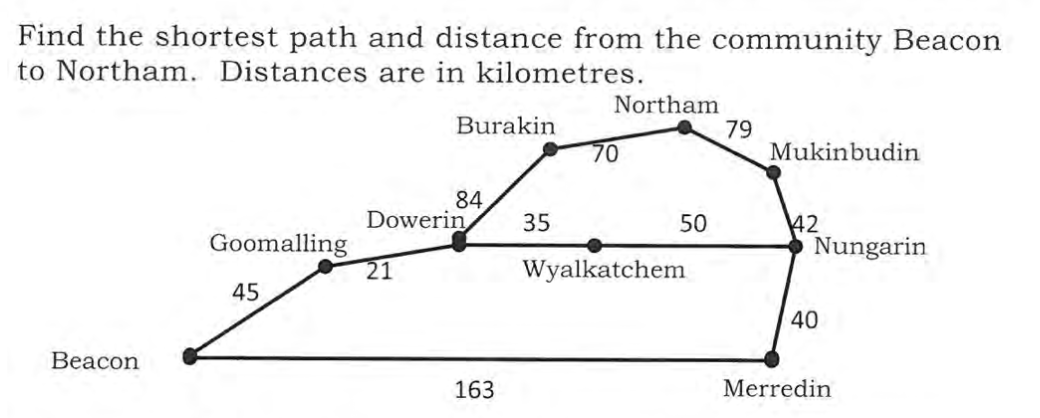 Find the shortest path and distance from the community Beacon
to Northam. Distances are in kilometres.
Northam
Burakin
79
70
Mukinbudin
84
Dowerin
35
50
42
Goomalling
Nungarin
21
Wyalkatchem
45
40
Beacon
163
Merredin